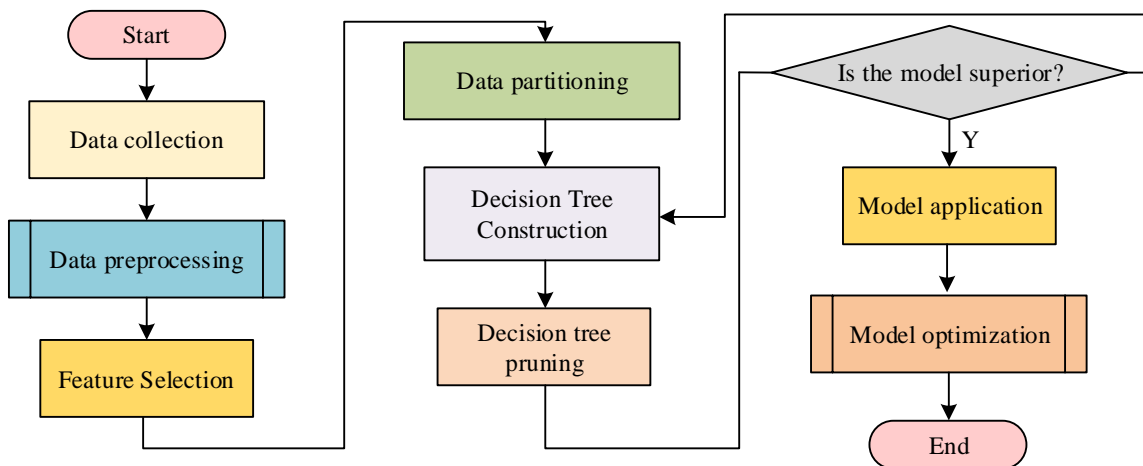 Start
Data collection
Data preprocessing
Feature Selection
Data partitioning
Decision Tree
Construction
Decision tree
pruning
Is the model superior?
Y
Model application
Model optimization
End